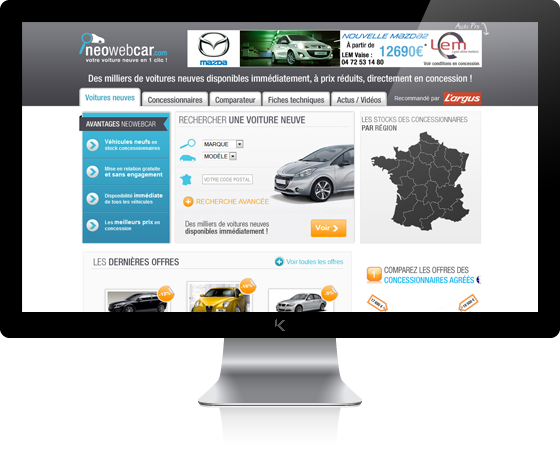 neowebcar.com
votre voiture neuve en 1 clic !
mazda
NOUVELLE MAZDA2
À partir de
12690€
LEM Vaise :
04 72 53 14 80
Lem
Voir conditions en concession.
Accès Pro
Des milliers de voitures neuves disponibles immédiatement, à prix réduits, directement en concession !
Voitures neuves
Concessionnaires
Comparateur
Fiches techniques
Actus / Vidéos
Recommandé par
L'argus
AVANTAGES NEOWEBCAR
Véhicules neufs en
stock concessionnaires
Mise en relation gratuite
et sans engagement
Disponibilité immédiate
de tous les véhicules
Les meilleurs prix en
concession
RECHERCHER UNE VOITURE NEUVE
MARQUE
MODÈLE
VOTRE CODE POSTAL
RECHERCHE AVANCÉE
Des milliers de voitures neuves
disponibles immédiatement !
Voir
LES STOCKS DES CONCESSIONNAIRES
PAR RÉGION
LES DERNIÈRES OFFRES
Voir toutes les offres
COMPAREZ LES OFFRES DES
CONCESSIONNAIRES AGRÉÉS